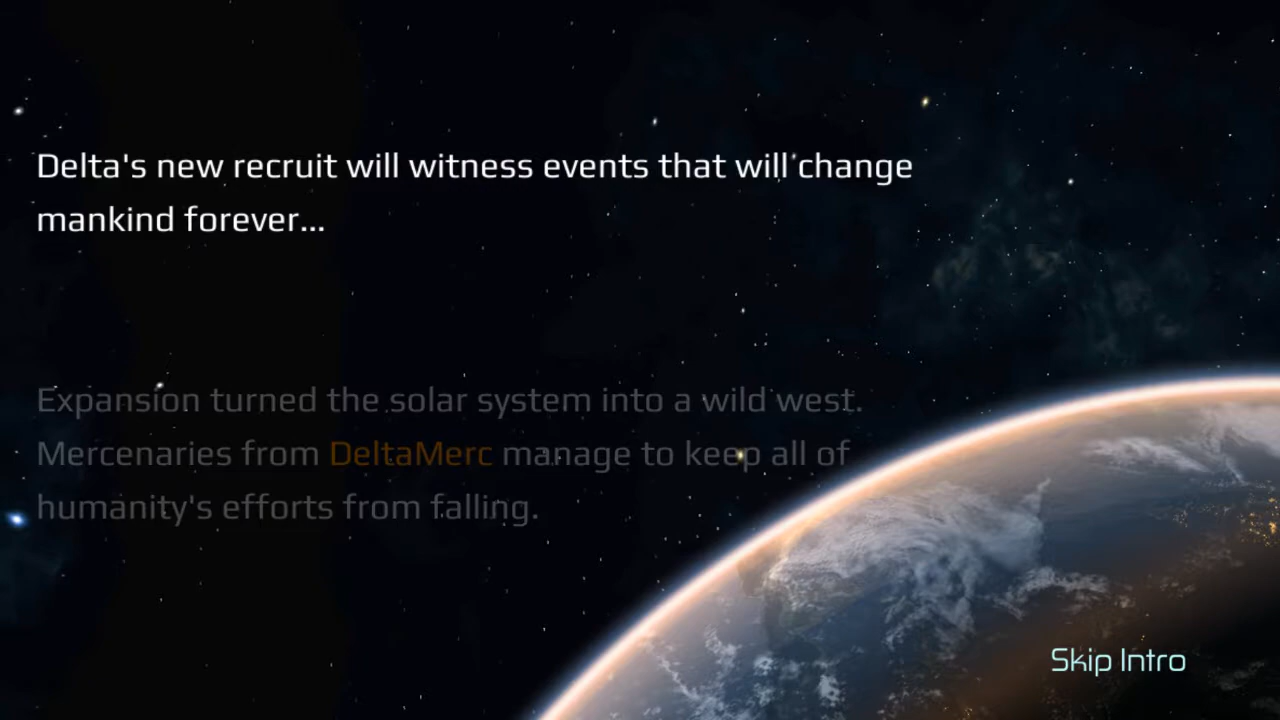 Delta's new recruit will witness events that will change
mankind forever...
Expansion turned the solar system into a wild west.
Mercenaries from DeltaMerc manage to keep all of
humanity's efforts from falling.
Skip Intro